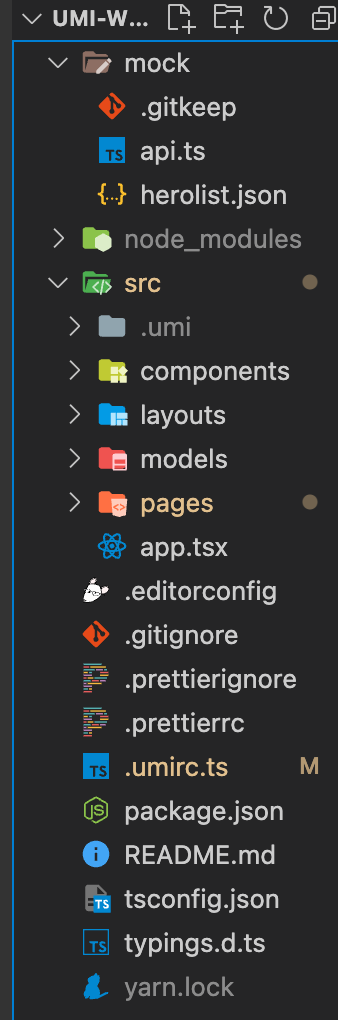 UMI-W...
mock
.gitkeep
api.ts
herolist.json
node_modules
src
.umi
components
layouts
models
pages
app.tsx
.editorconfig
.gitignore
.prettierignore
.prettierrc
TS .umirc.ts M
package.json
README.md
tsconfig.json
typings.d.ts
yarn.lock